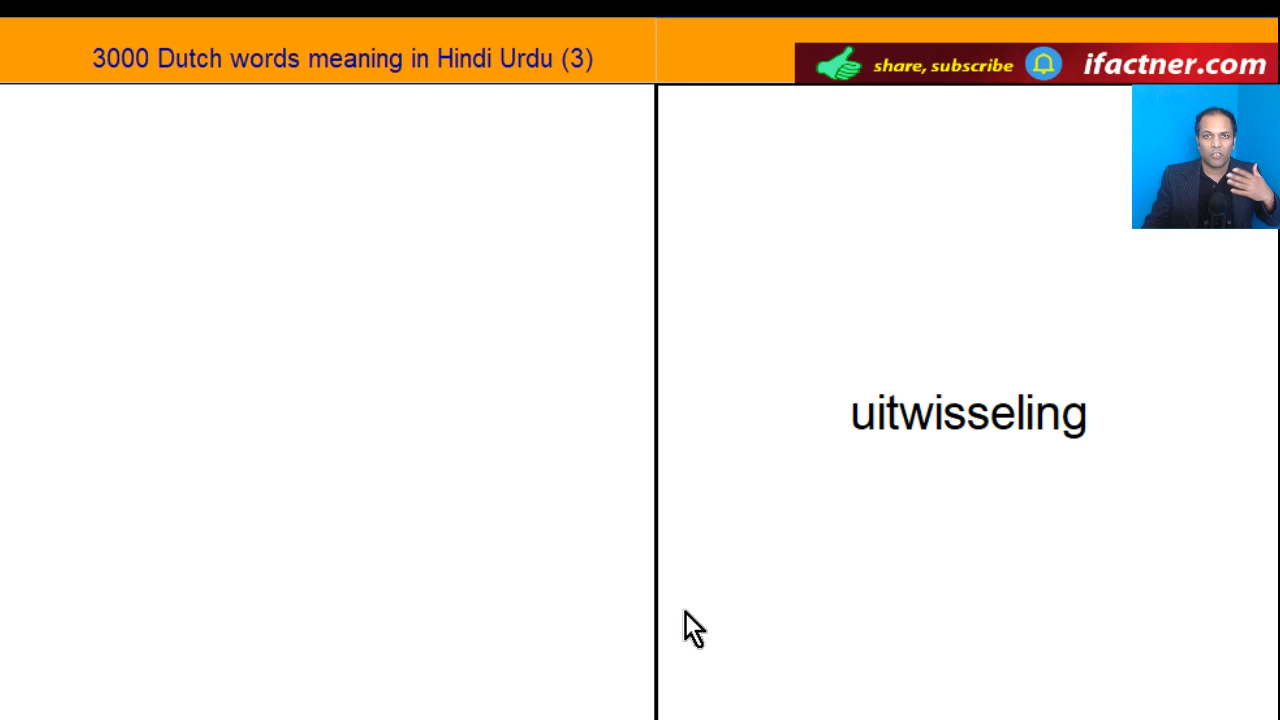 3000 Dutch words meaning in Hindi Urdu (3)
share, subscribe
ifactner.com
uitwisseling